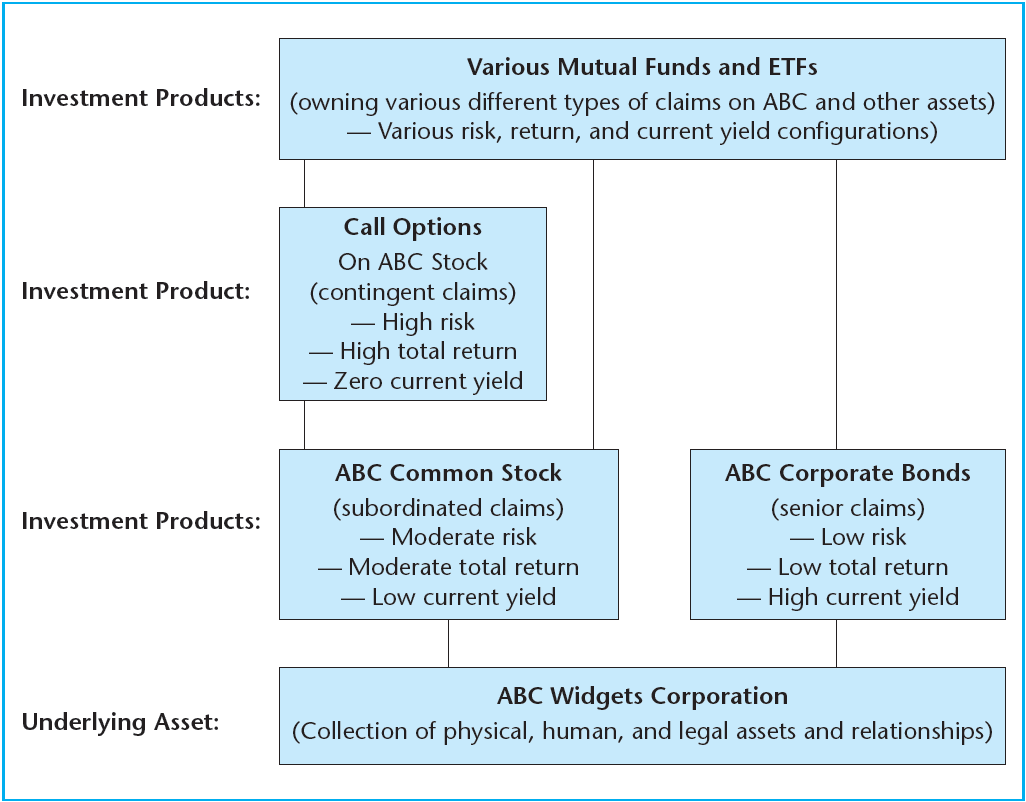 Various Mutual Funds and ETFs
Investment Products:
(owning various different types of claims on ABC and other assets)
— Various risk, return, and current yield configurations)
Call Options
On ABC Stock
Investment Product:
(contingent claims)
— High risk
— High total return
— Zero current yield
ABC Common Stock
(subordinated claims)
Investment Products:
— Moderate risk
— Moderate total return
— Low current yield
ABC Corporate Bonds
(senior claims)
— Low risk
— Low total return
— High current yield
ABC Widgets Corporation
Underlying Asset:
(Collection of physical, human, and legal assets and relationships)